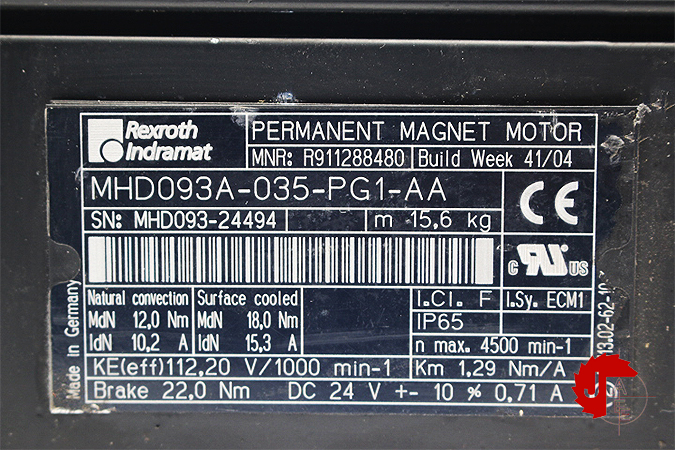 Rexroth
Indramat
PERMANENT MAGNET MOTOR
MNR: R911288480 Build Week 41/04
MHD093A-035-PG1-AA
SN: MHD093-24494 m 15,6 kg
CE
c RU US
Natural convection Surface cooled I.Cl. F I.Sy. ECM1
MdN 12,0 Nm MdN 18,0 Nm IP65
IdN 10,2 A IdN 15,3 A n max. 4500 min-1
KE(eff)112,20 V/1000 min-1 Km 1,29 Nm/A
Brake 22,0 Nm DC 24 V +- 10 % 0,71 A
Made in Germany